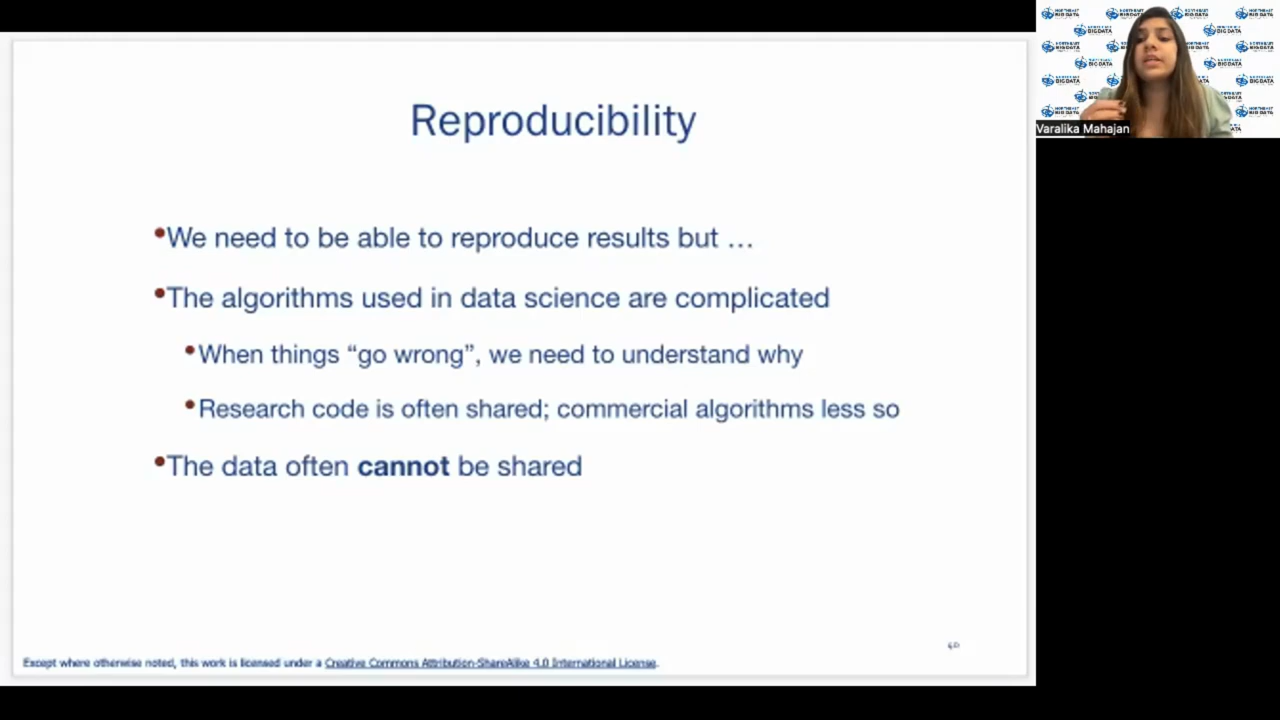 Reproducibility
•We need to be able to reproduce results but …
•The algorithms used in data science are complicated
•When things “go wrong”, we need to understand why
•Research code is often shared; commercial algorithms less so
•The data often cannot be shared
Except where otherwise noted, this work is licensed under a Creative Commons Attribution-ShareAlike 4.0 International License.
NORTHEAST
BIG DATA
Varalika Mahajan